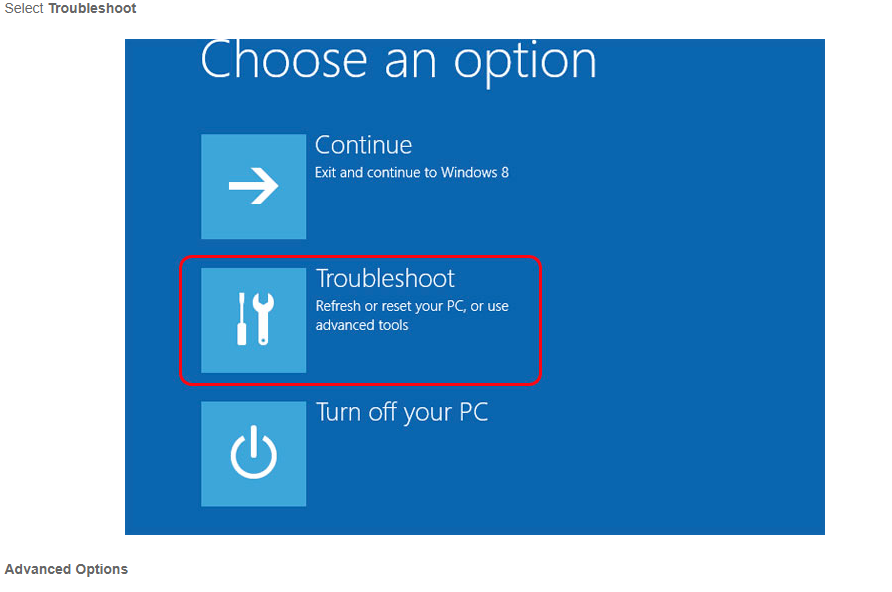 Select Troubleshoot
Choose an option
Continue
Exit and continue to Windows 8
Troubleshoot
Refresh or reset your PC, or use
advanced tools
Turn off your PC
Advanced Options